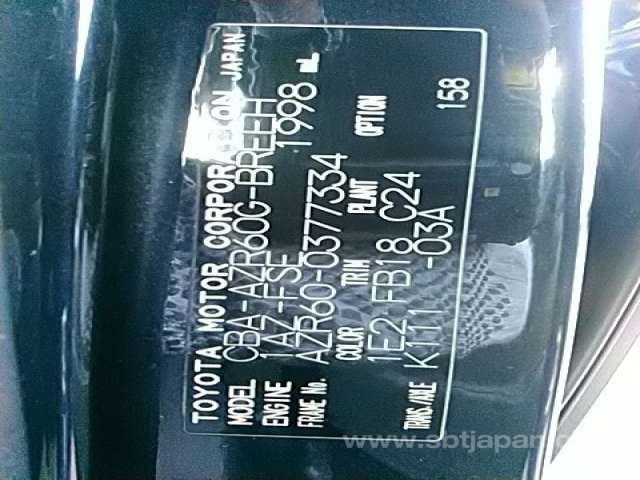 TOYOTA MOTOR CORPORATION JAPAN
MODEL CBA-AZR60G-BREEH
ENGINE 1AZ-FSE 1998 mL
FRAME No. AZR60-0377334
COLOR TRIM PLANT OPTION
1E2 FB18 C24 158
TRANS./AXLE K111 -03A
www.sbtjapan.c